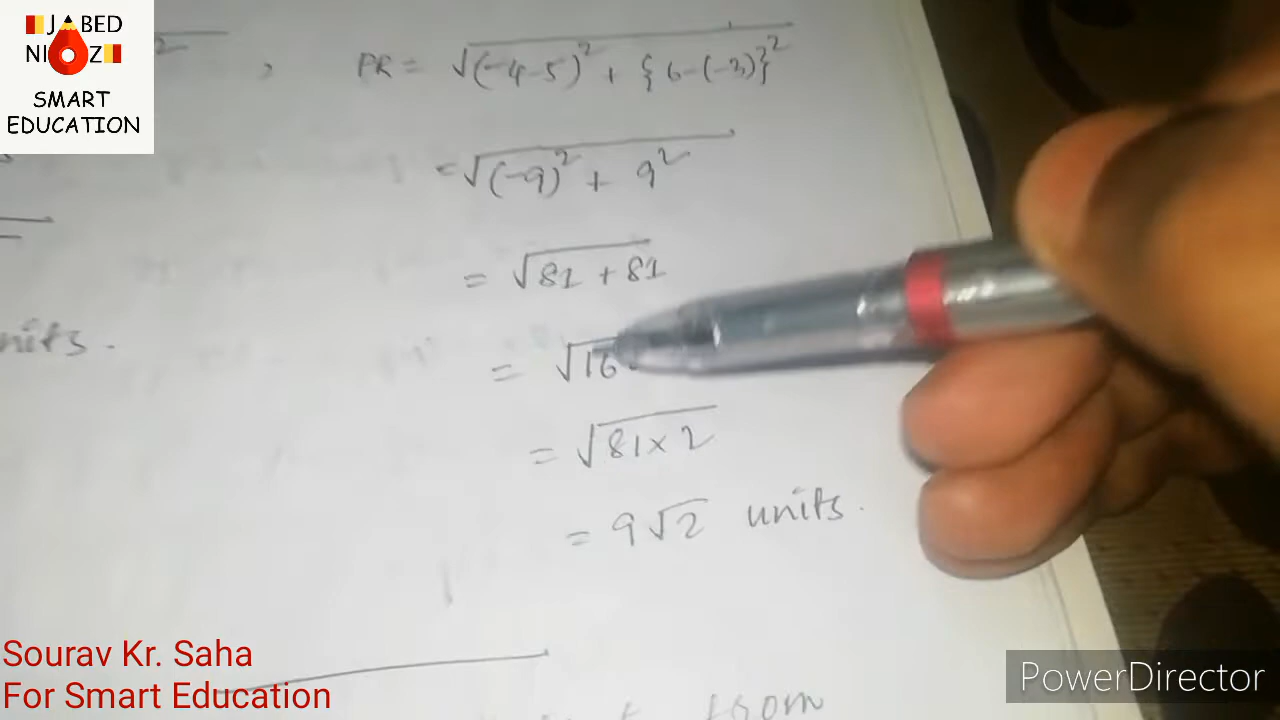 JABED
NIOZ
SMART
EDUCATION
, PR = √(-4-5)² + {6-(-3)}²
= √(-9)² + 9²
= √81 + 81
nits.
= √16
= √81 × 2
= 9√2 units.
from
Sourav Kr. Saha
For Smart Education
PowerDirector